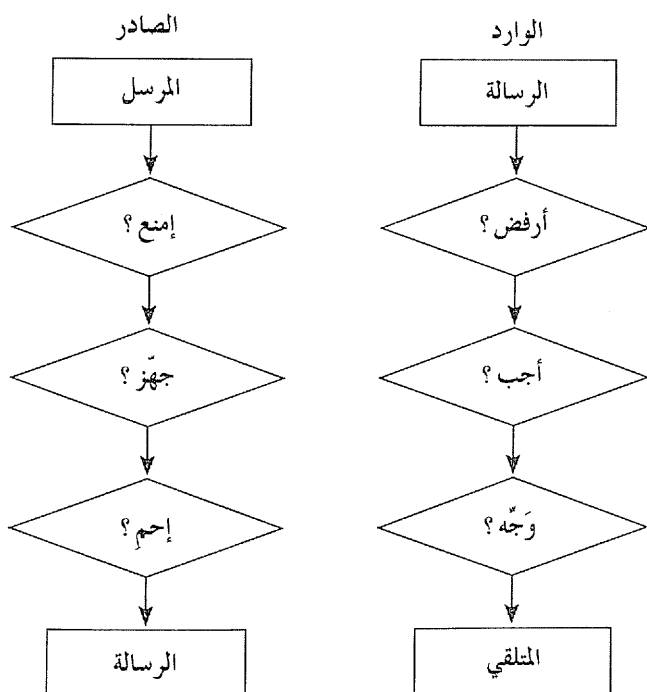 الوارد
الرسالة
أرفض ؟
أجب ؟
وَجِّه ؟
المتلقي
الصادر
المرسل
إمنع ؟
جهّز ؟
إحمِ ؟
الرسالة